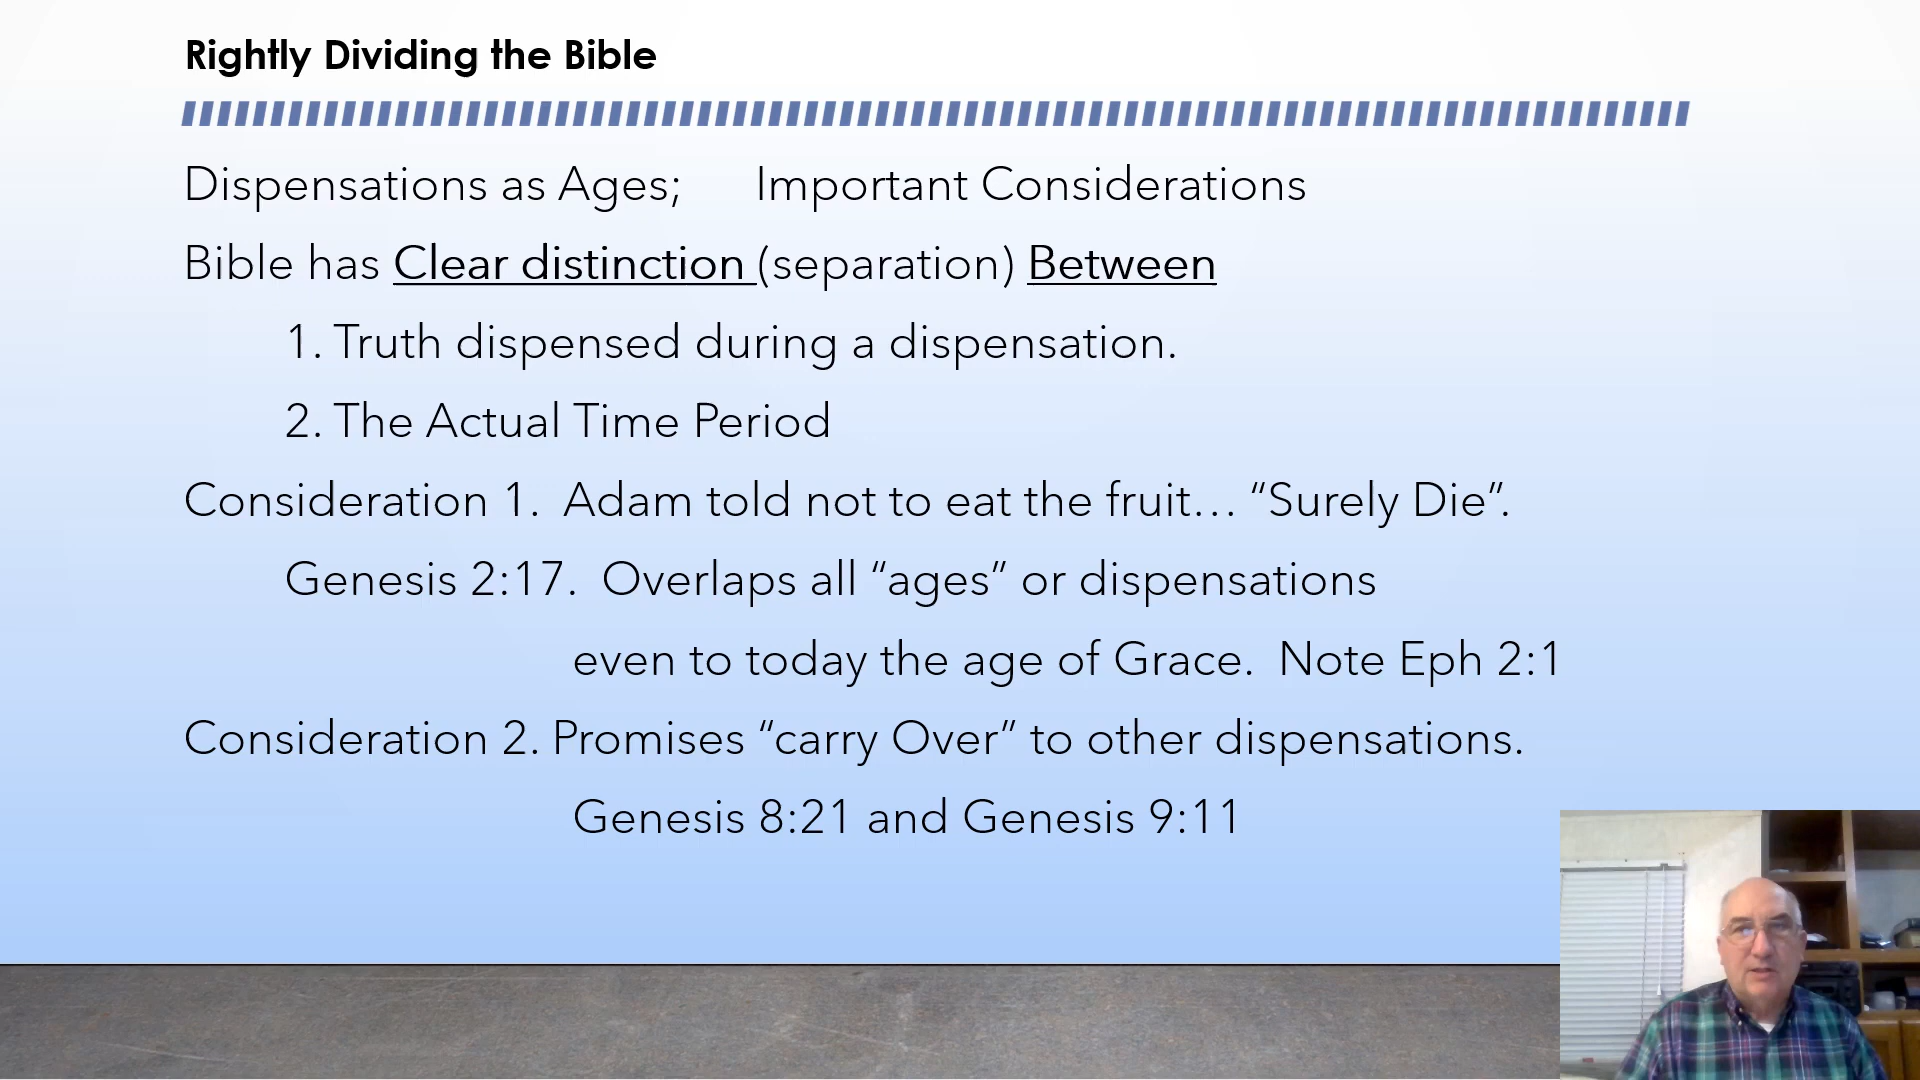 Rightly Dividing the Bible
Dispensations as Ages; Important Considerations
Bible has Clear distinction (separation) Between
1. Truth dispensed during a dispensation.
2. The Actual Time Period
Consideration 1. Adam told not to eat the fruit… “Surely Die”.
Genesis 2:17. Overlaps all “ages” or dispensations
even to today the age of Grace. Note Eph 2:1
Consideration 2. Promises “carry Over” to other dispensations.
Genesis 8:21 and Genesis 9:11